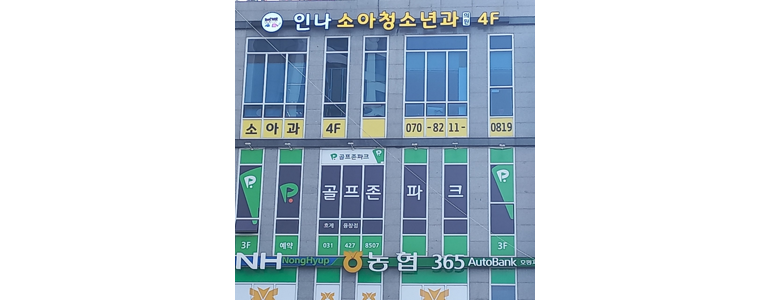 인나 소아청소년과 의원 4F
소아과 4F 070-8211-0819
골프존파크
골프존 파크
3F 예약 031 427 8507 3F
NH NongHyup 농협 365 AutoBank